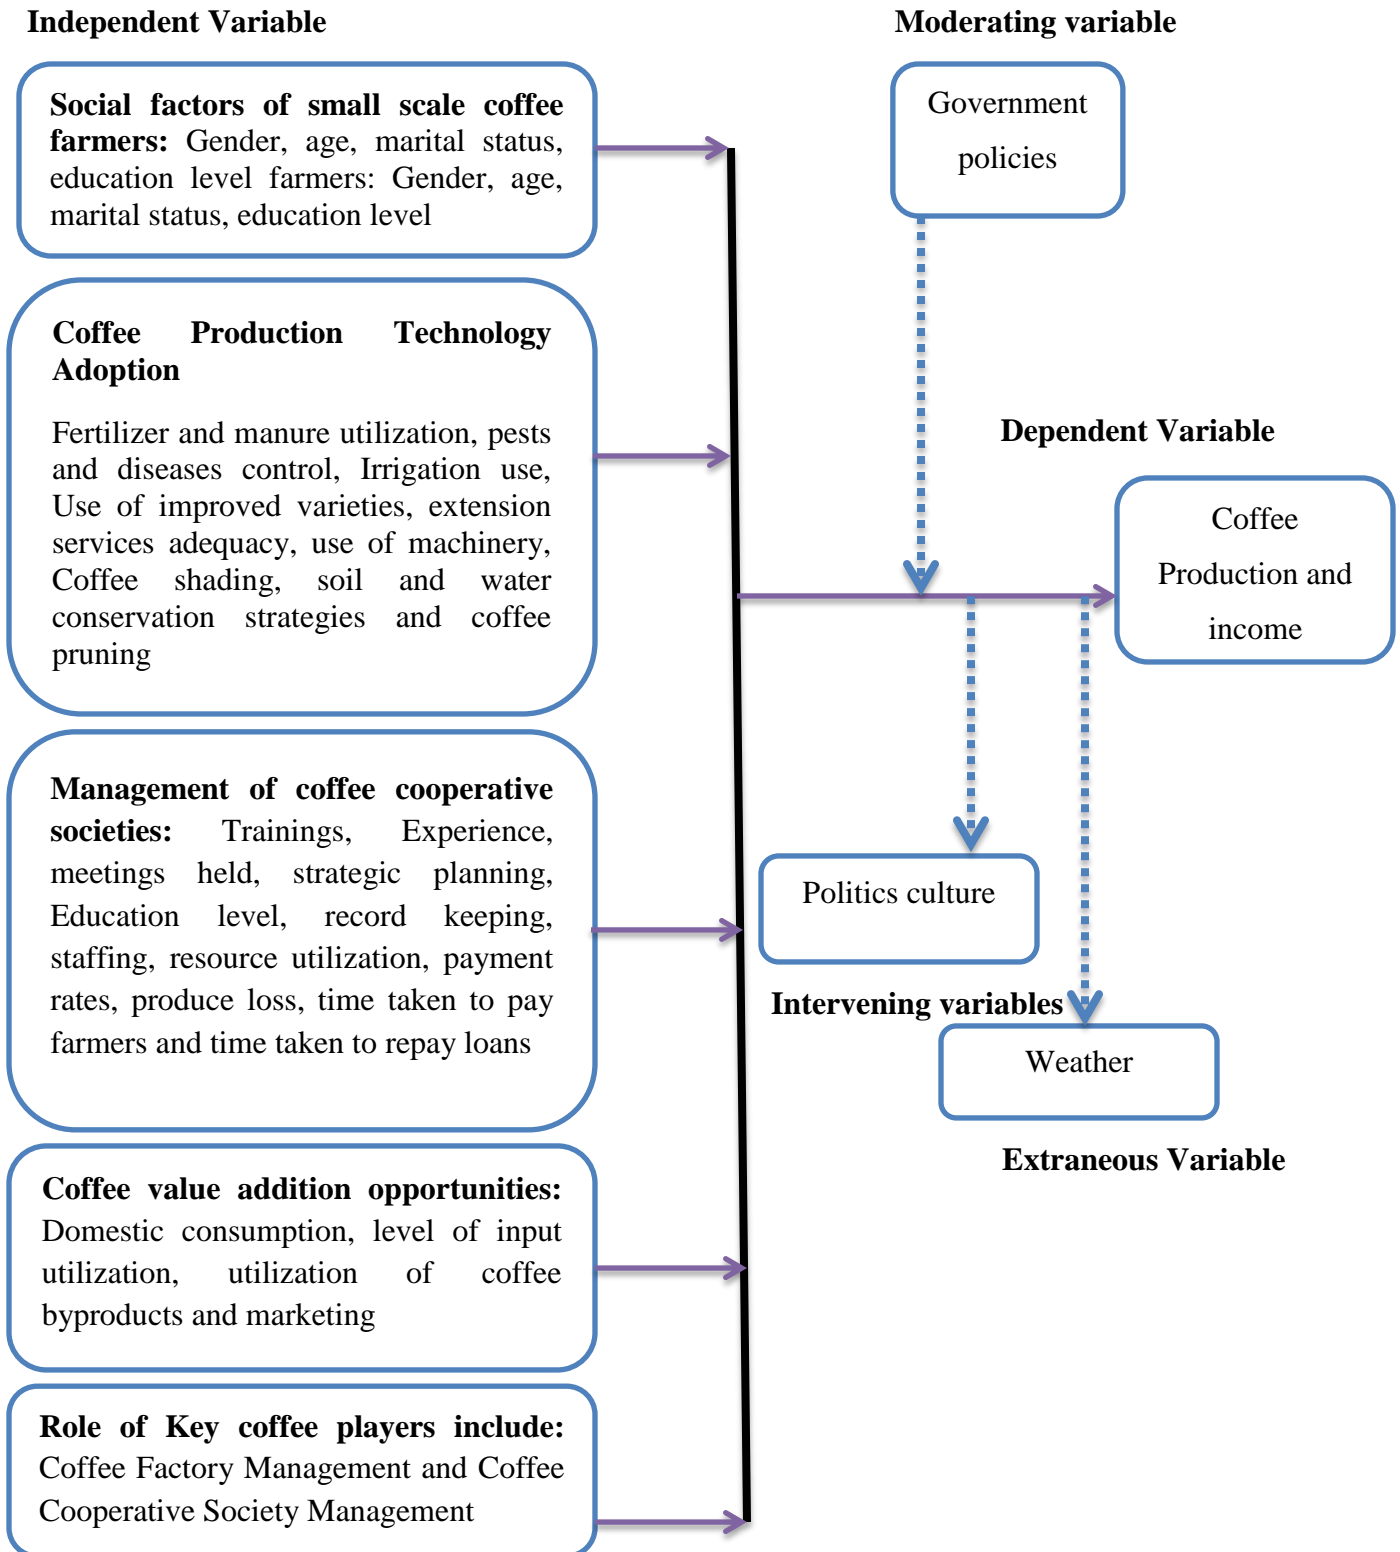 Independent Variable
Moderating variable
Social factors of small scale coffee
farmers: Gender, age, marital status,
education level farmers: Gender, age,
marital status, education level
Government
policies
Coffee Production Technology
Adoption
Fertilizer and manure utilization, pests
and diseases control, Irrigation use,
Use of improved varieties, extension
services adequacy, use of machinery,
Coffee shading, soil and water
conservation strategies and coffee
pruning
Dependent Variable
Coffee
Production and
income
Management of coffee cooperative
societies: Trainings, Experience,
meetings held, strategic planning,
Education level, record keeping,
staffing, resource utilization, payment
rates, produce loss, time taken to pay
farmers and time taken to repay loans
Politics culture
Intervening variables
Weather
Extraneous Variable
Coffee value addition opportunities:
Domestic consumption, level of input
utilization, utilization of coffee
byproducts and marketing
Role of Key coffee players include:
Coffee Factory Management and Coffee
Cooperative Society Management